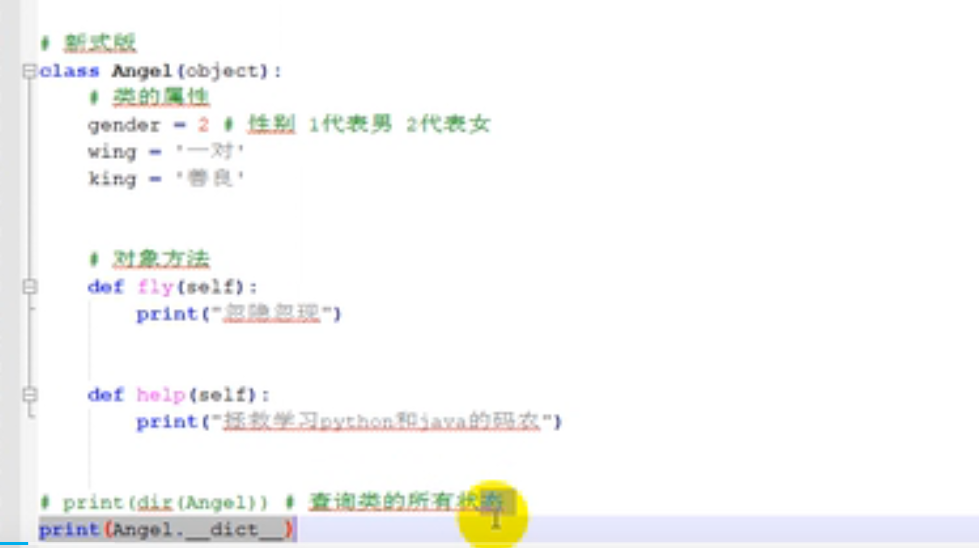 # 新式版
class Angel(object):
# 类的属性
gender = 2 # 性别 1代表男 2代表女
wing = '一对'
king = '善良'
# 对象方法
def fly(self):
print("忽隐忽现")
def help(self):
print("拯救学习python和java的码农")
# print(dir(Angel)) # 查询类的所有状态
print(Angel.__dict__)